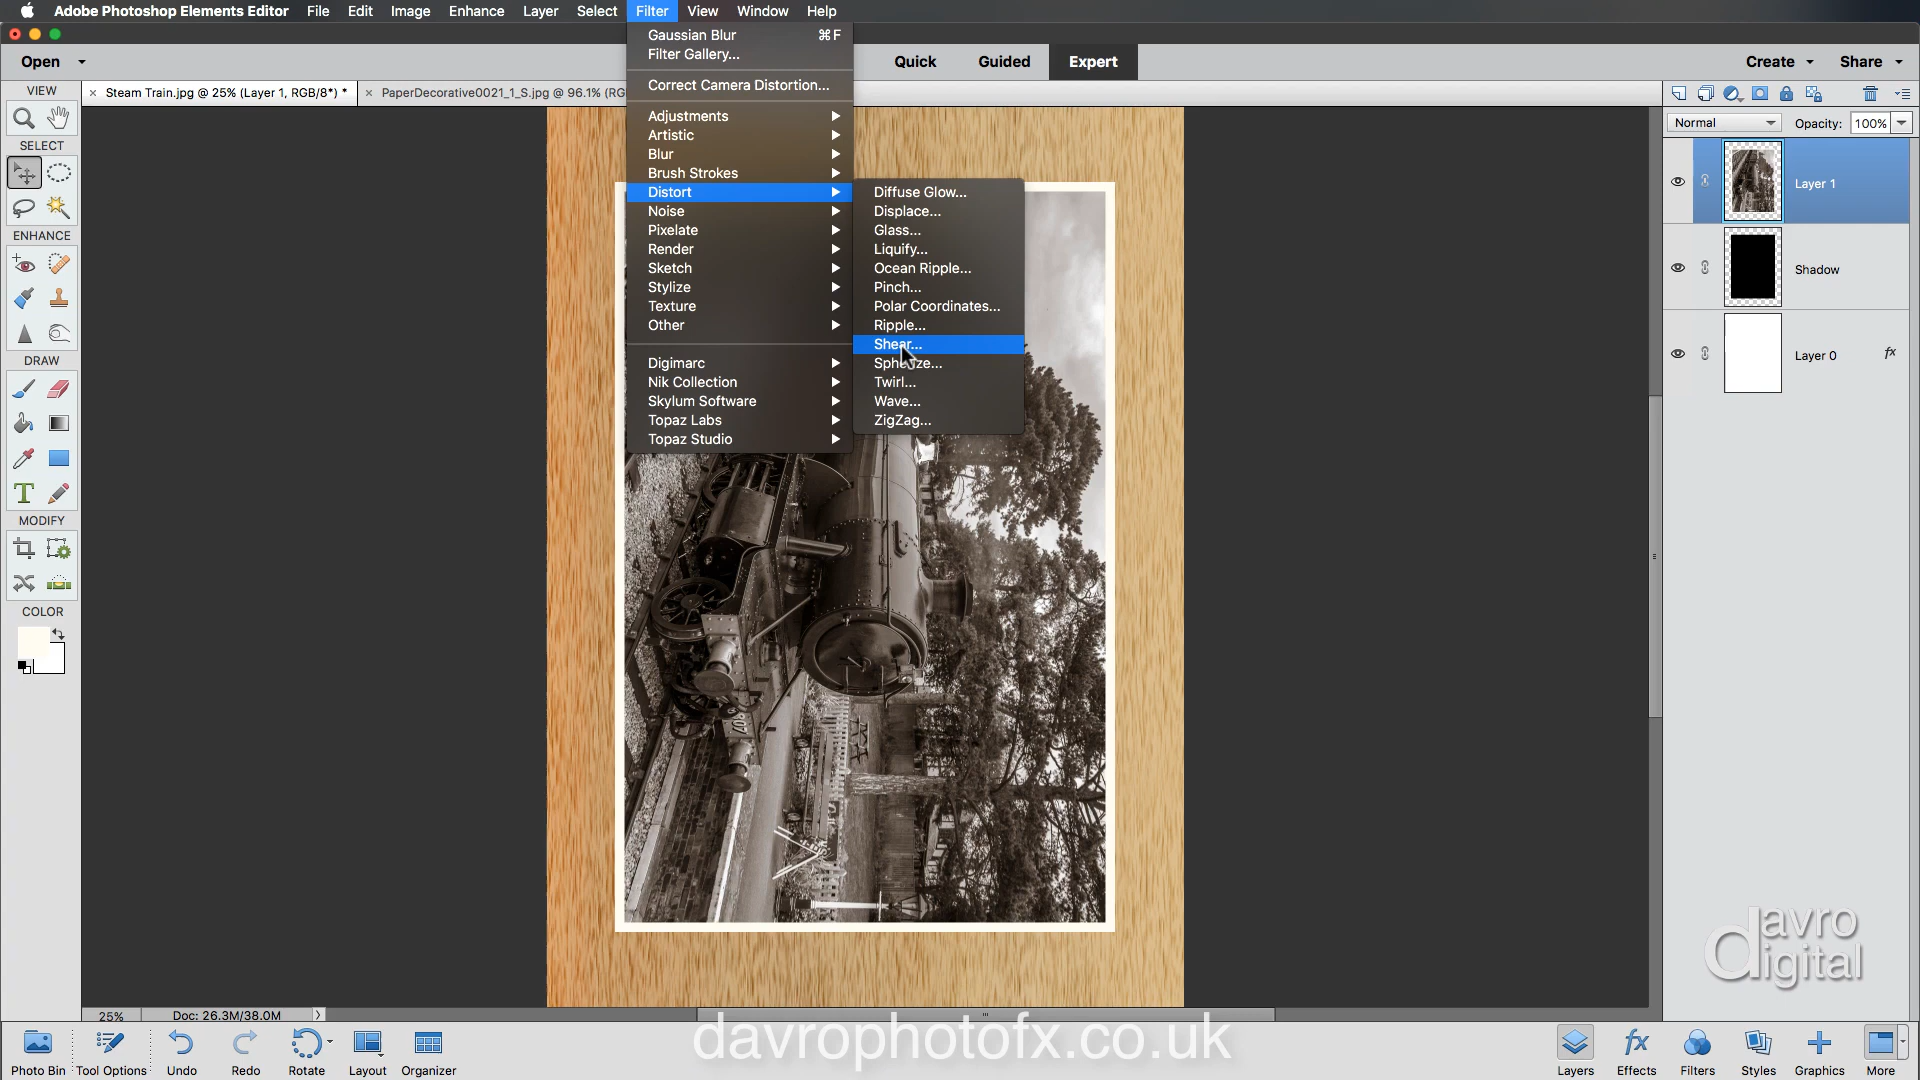 Adobe Photoshop Elements Editor File Edit Image Enhance Layer Select Filter View Window Help
Open Quick Guided Expert Create Share
× Steam Train.jpg @ 25% (Layer 1, RGB/8*) * × PaperDecorative0021_1_S.jpg @ 96.1% (RG
Gaussian Blur ⌘F
Filter Gallery...
Correct Camera Distortion...
Adjustments
Artistic
Blur
Brush Strokes
Distort
Noise
Pixelate
Render
Sketch
Stylize
Texture
Other
Digimarc
Nik Collection
Skylum Software
Topaz Labs
Topaz Studio
Diffuse Glow...
Displace...
Glass...
Liquify...
Ocean Ripple...
Pinch...
Polar Coordinates...
Ripple...
Shear...
Spherize...
Twirl...
Wave...
ZigZag...
VIEW
SELECT
ENHANCE
DRAW
T
MODIFY
COLOR
Normal Opacity: 100%
Layer 1
Shadow
Layer 0 fx
davro
digital
25% Doc: 26.3M/38.0M
davrophotofx.co.uk
Photo Bin Tool Options Undo Redo Rotate Layout Organizer
fx
Layers Effects Filters Styles Graphics More